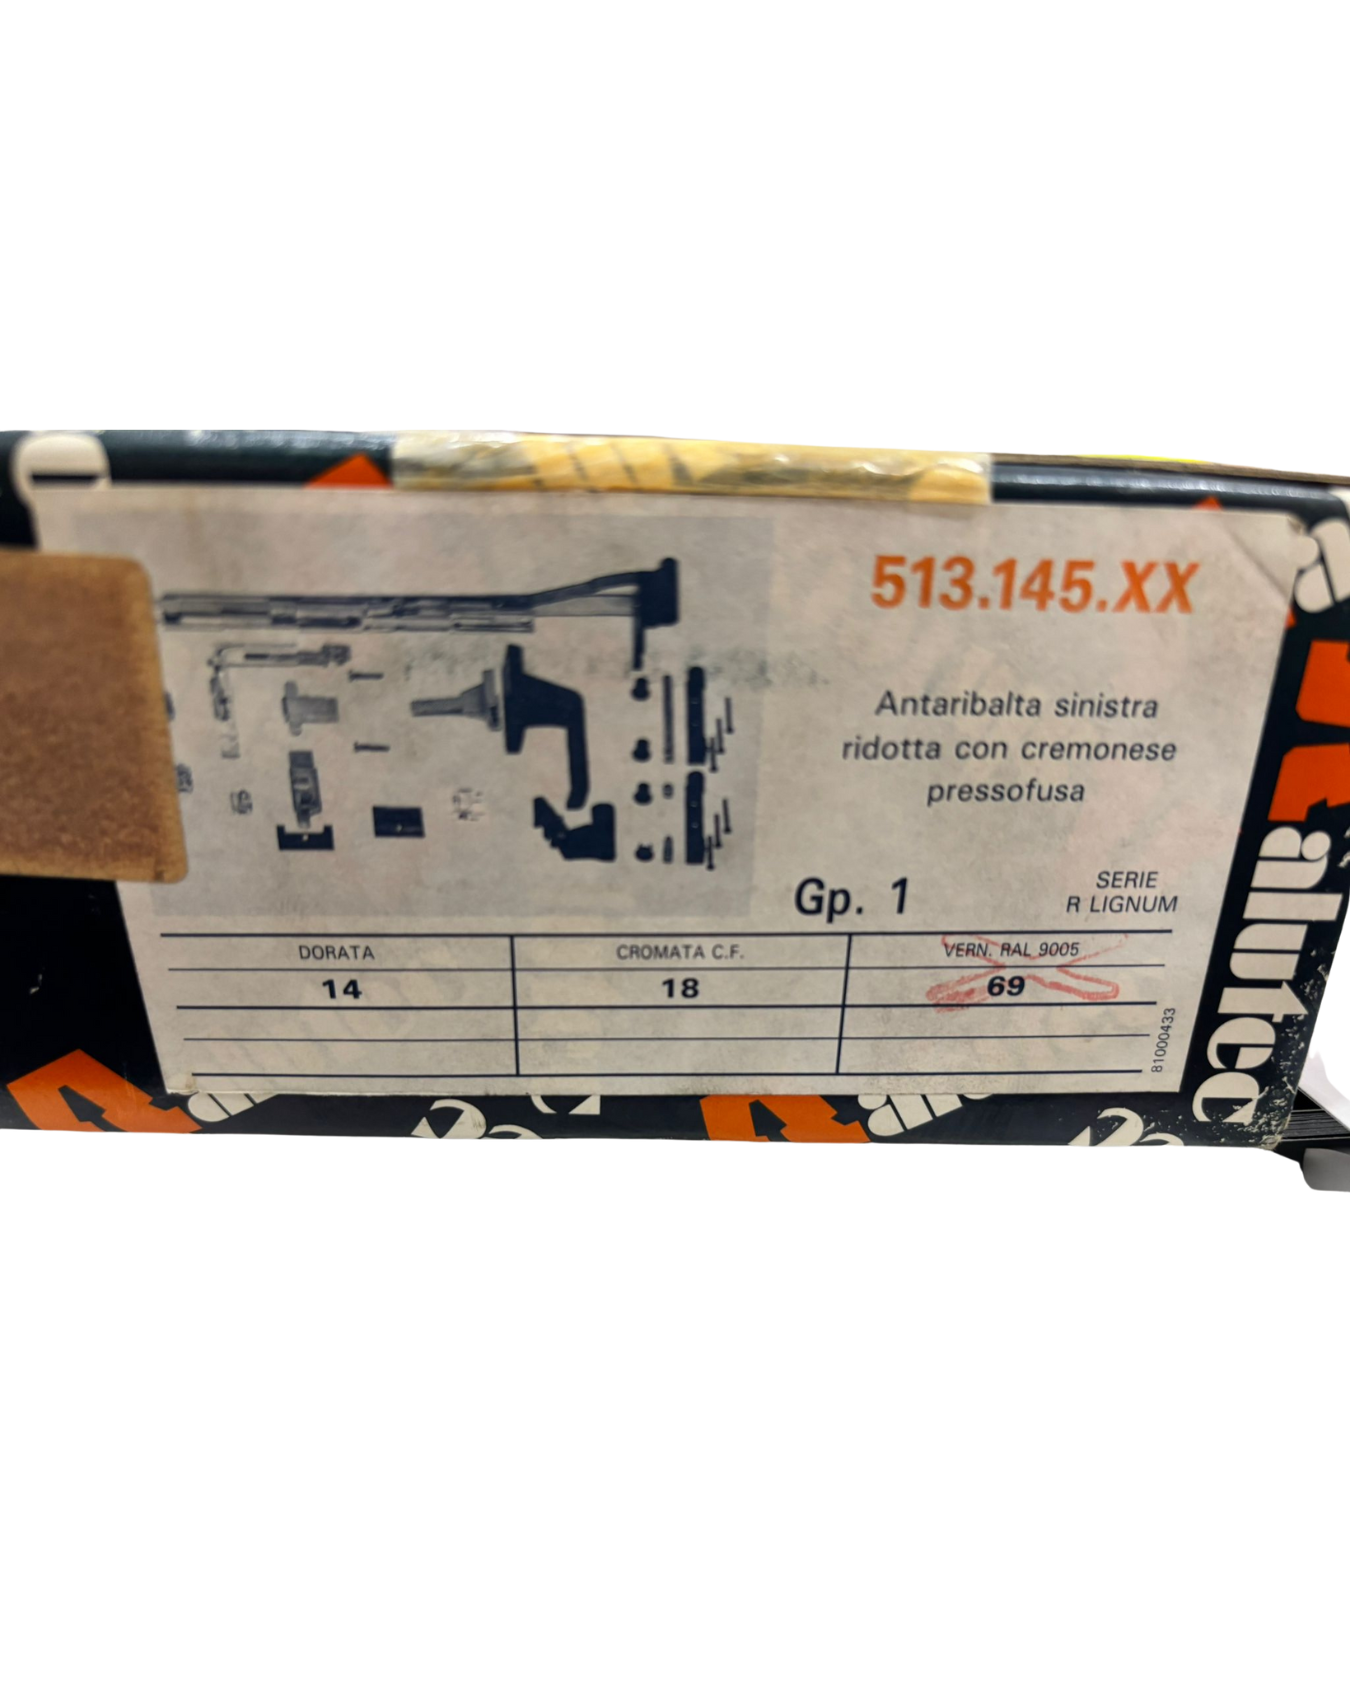 513.145.XX
Antaribalta sinistra
ridotta con cremonese
pressofusa
Gp. 1
SERIE
R LIGNUM
DORATA CROMATA C.F. VERN. RAL 9005
14 18 69
81000433
alutec